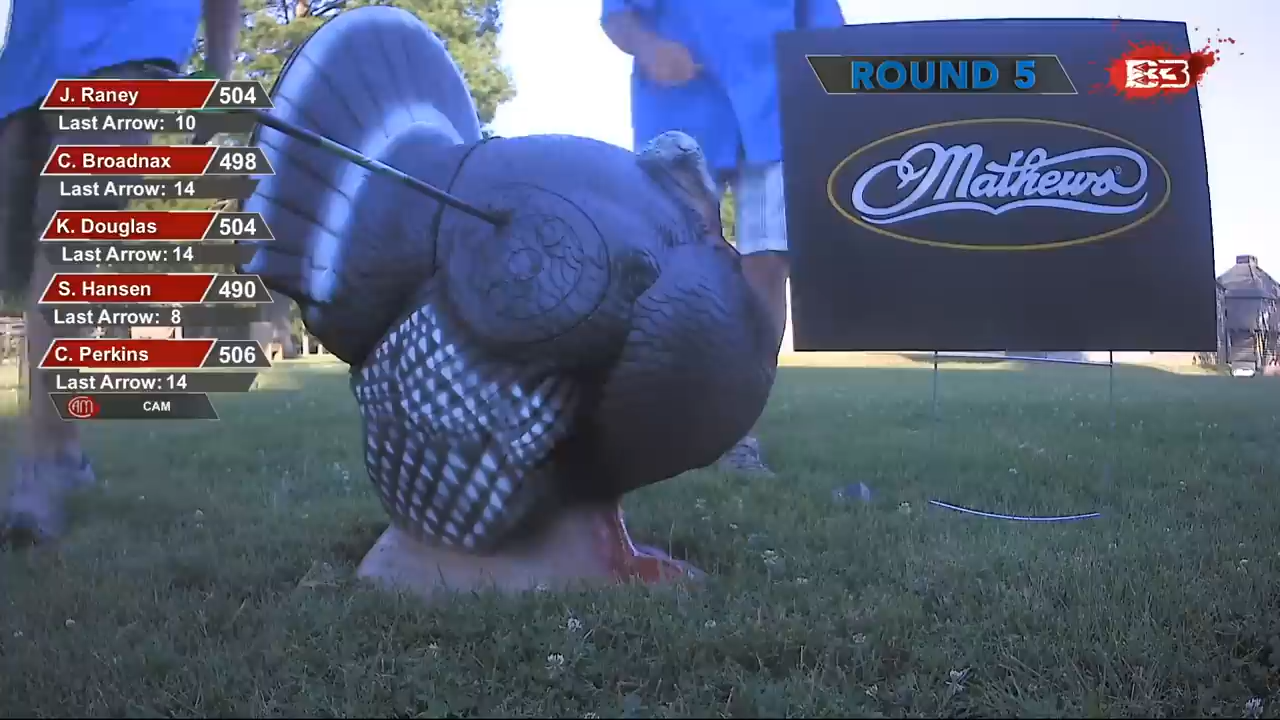 J. Raney 504
Last Arrow: 10
C. Broadnax 498
Last Arrow: 14
K. Douglas 504
Last Arrow: 14
S. Hansen 490
Last Arrow: 8
C. Perkins 506
Last Arrow: 14
AM CAM
ROUND 5
B3
Mathews